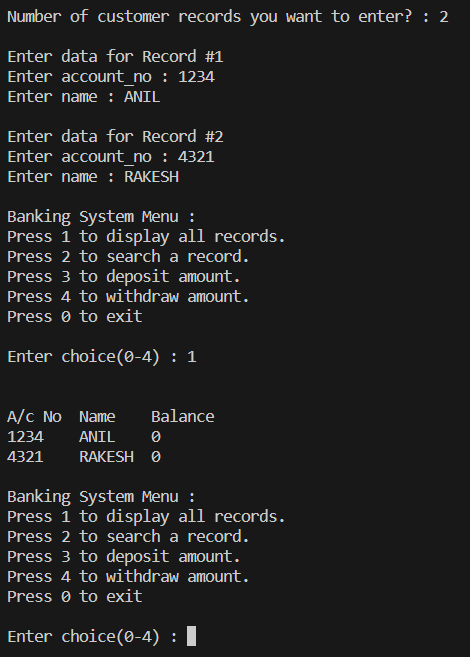 Number of customer records you want to enter? : 2
Enter data for Record #1
Enter account_no : 1234
Enter name : ANIL
Enter data for Record #2
Enter account_no : 4321
Enter name : RAKESH
Banking System Menu :
Press 1 to display all records.
Press 2 to search a record.
Press 3 to deposit amount.
Press 4 to withdraw amount.
Press 0 to exit
Enter choice(0-4) : 1
A/c No  Name    Balance
1234    ANIL    0
4321    RAKESH  0
Banking System Menu :
Press 1 to display all records.
Press 2 to search a record.
Press 3 to deposit amount.
Press 4 to withdraw amount.
Press 0 to exit
Enter choice(0-4) :